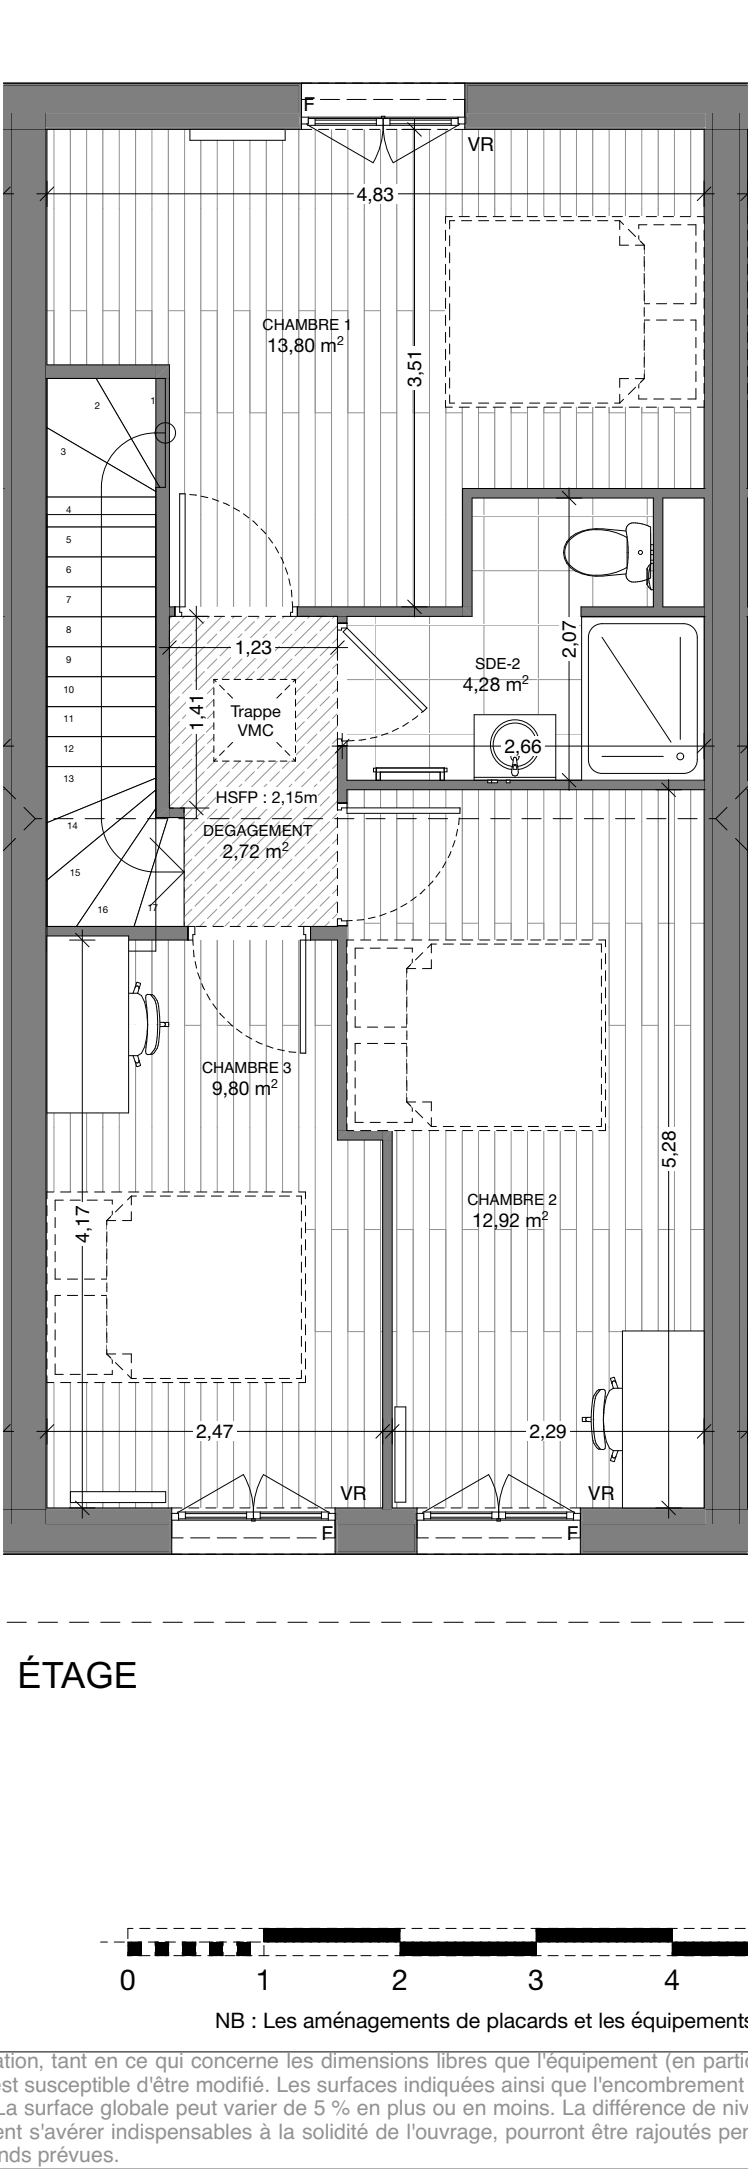 F
VR
4,83
CHAMBRE 1
13,80 m²
3,51
1
2
3
4
5
6
7
8
9
10
11
12
13
14
15
16
17
1,23
1,41
Trappe
VMC
HSFP : 2,15m
DEGAGEMENT
2,72 m²
SDE-2
4,28 m²
2,07
2,66
CHAMBRE 3
9,80 m²
4,17
CHAMBRE 2
12,92 m²
5,28
2,47
2,29
VR
VR
F
F
ÉTAGE
0 1 2 3 4
NB : Les aménagements de placards et les équipements
ation, tant en ce qui concerne les dimensions libres que l'équipement (en partic
est susceptible d'être modifié. Les surfaces indiquées ainsi que l'encombrement
La surface globale peut varier de 5 % en plus ou en moins. La différence de niv
ent s'avérer indispensables à la solidité de l'ouvrage, pourront être rajoutés per
nds prévues.